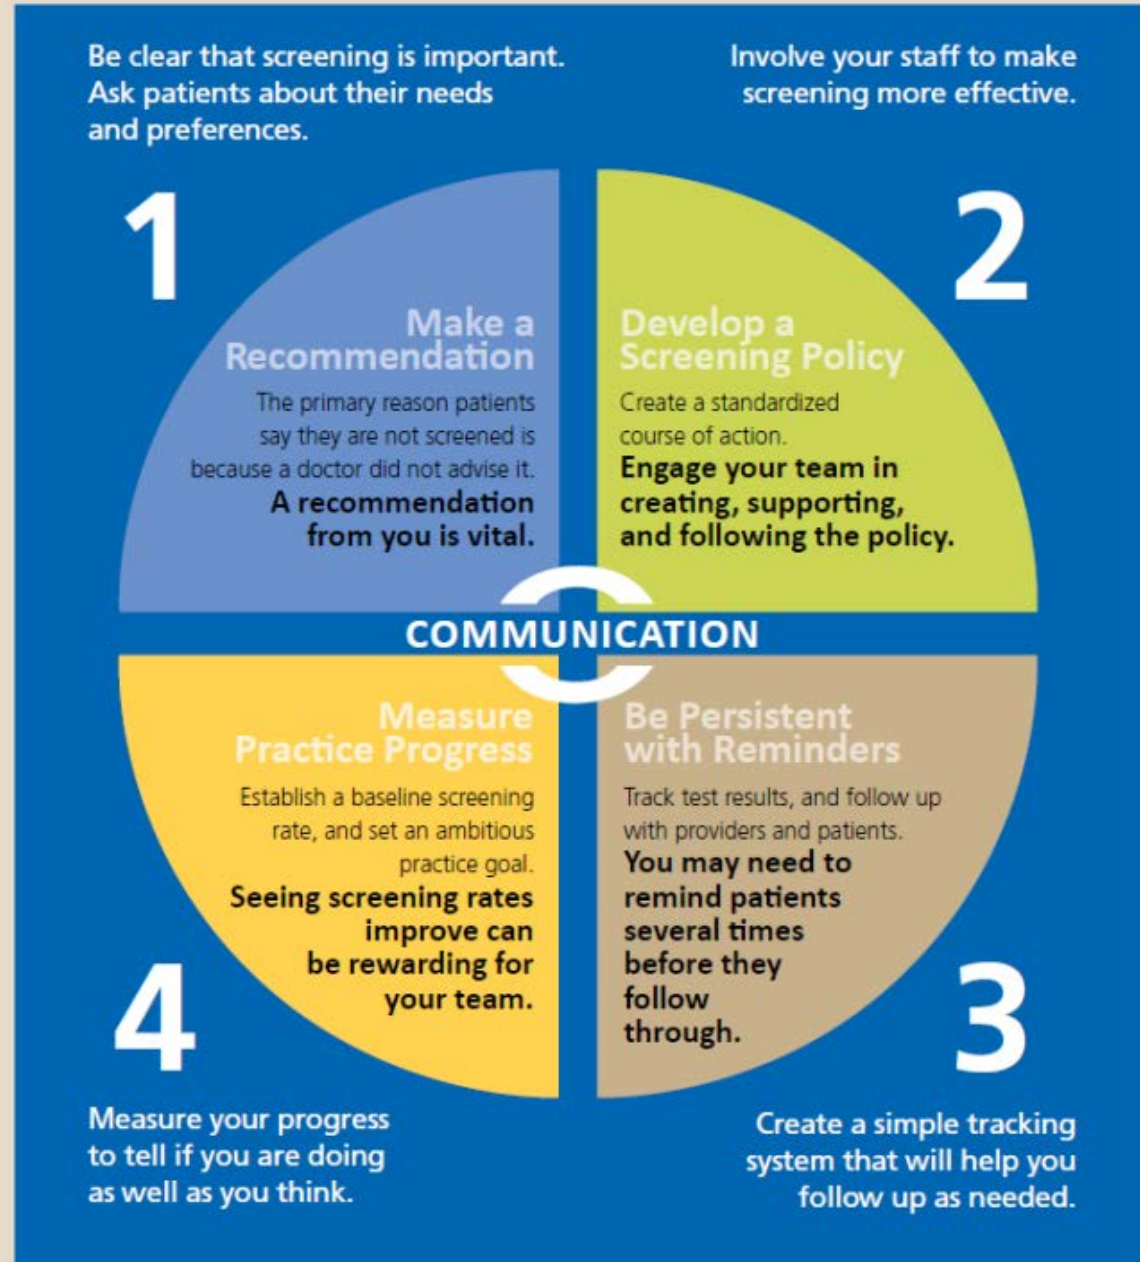 Be clear that screening is important.
Ask patients about their needs
and preferences.
1
Make a
Recommendation
The primary reason patients
say they are not screened is
because a doctor did not advise it.
A recommendation
from you is vital.
Involve your staff to make
screening more effective.
2
Develop a
Screening Policy
Create a standardized
course of action.
Engage your team in
creating, supporting,
and following the policy.
COMMUNICATION
Be Persistent
with Reminders
Track test results, and follow up
with providers and patients.
You may need to
remind patients
several times
before they
follow
through.
3
Create a simple tracking
system that will help you
follow up as needed.
Measure
Practice Progress
Establish a baseline screening
rate, and set an ambitious
practice goal.
Seeing screening rates
improve can
be rewarding for
your team.
4
Measure your progress
to tell if you are doing
as well as you think.